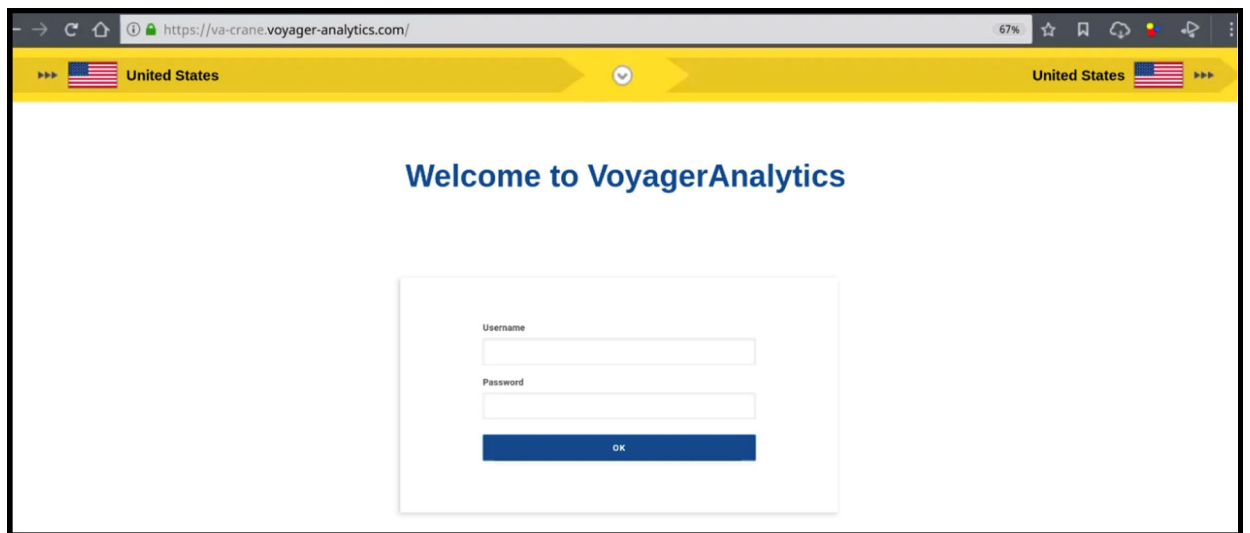 https://va-crane.voyager-analytics.com/ 67%
United States United States
Welcome to VoyagerAnalytics
Username
Password
OK